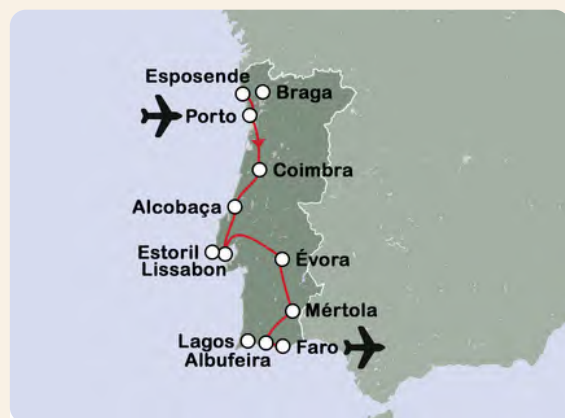 Esposende
Braga
Porto
Coimbra
Alcobaça
Estoril
Lissabon
Évora
Mértola
Lagos
Albufeira
Faro